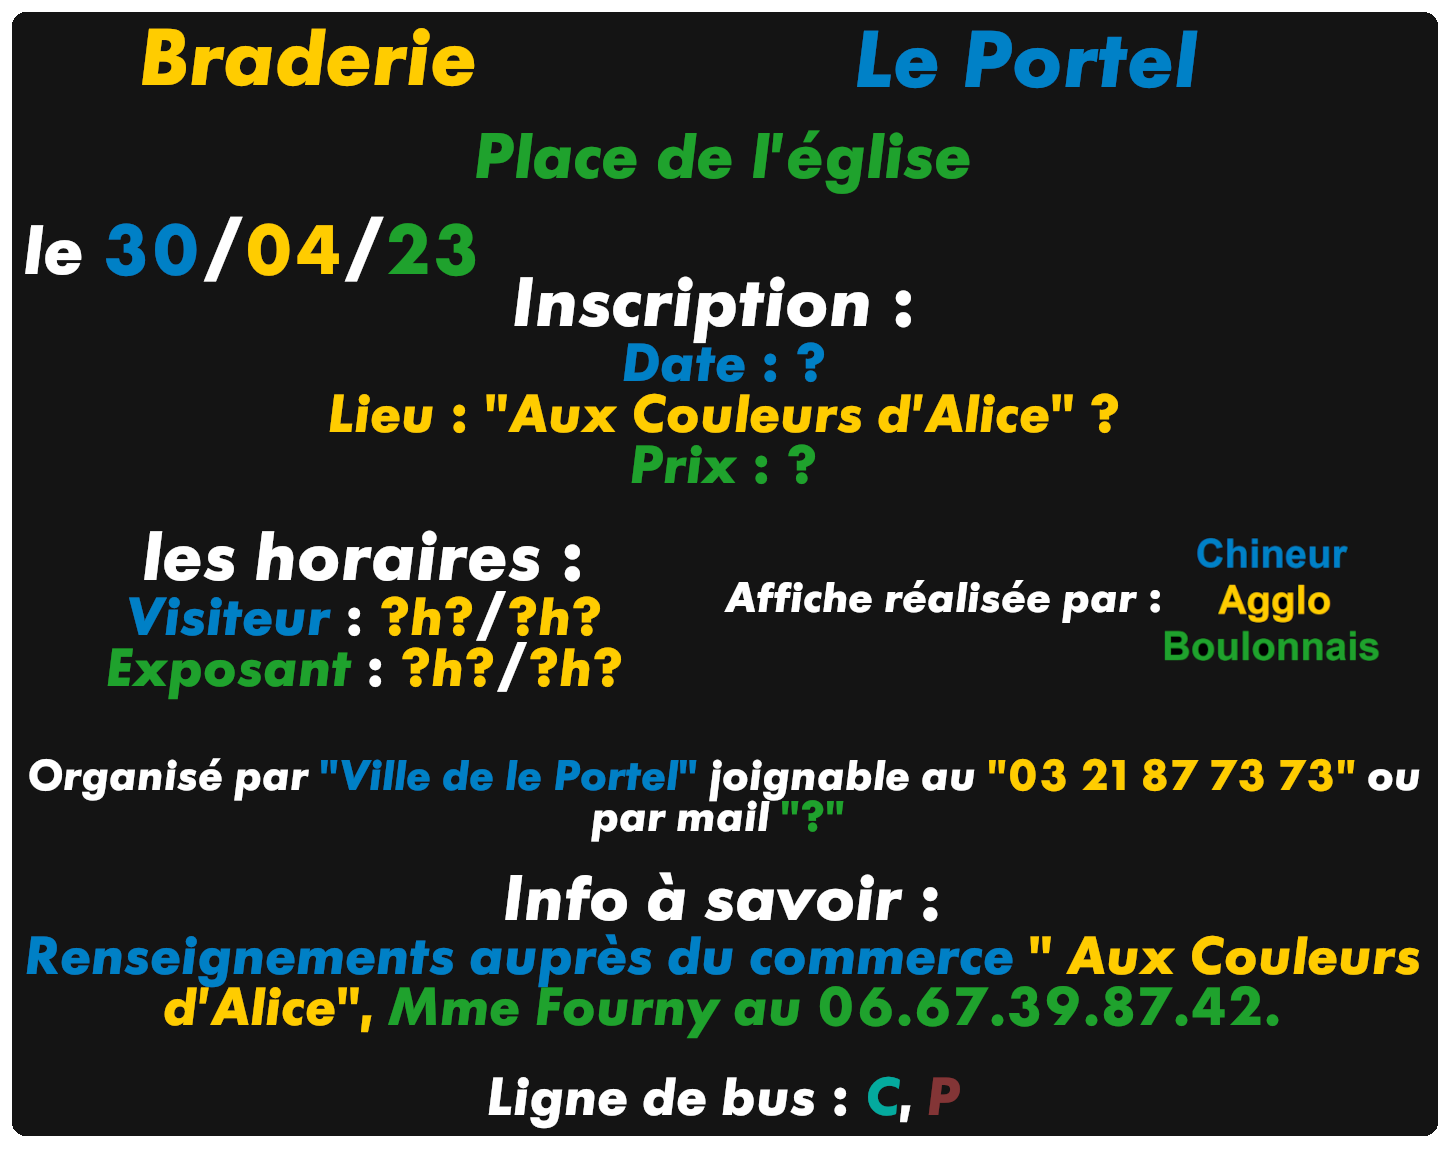 Braderie
Le Portel
Place de l'église
le 30/04/23
Inscription :
Date : ?
Lieu : "Aux Couleurs d'Alice" ?
Prix : ?
les horaires :
Visiteur : ?h?/?h?
Exposant : ?h?/?h?
Affiche réalisée par :
Chineur
Agglo
Boulonnais
Organisé par "Ville de le Portel" joignable au "03 21 87 73 73" ou
par mail "?"
Info à savoir :
Renseignements auprès du commerce " Aux Couleurs
d'Alice", Mme Fourny au 06.67.39.87.42.
Ligne de bus : C, P